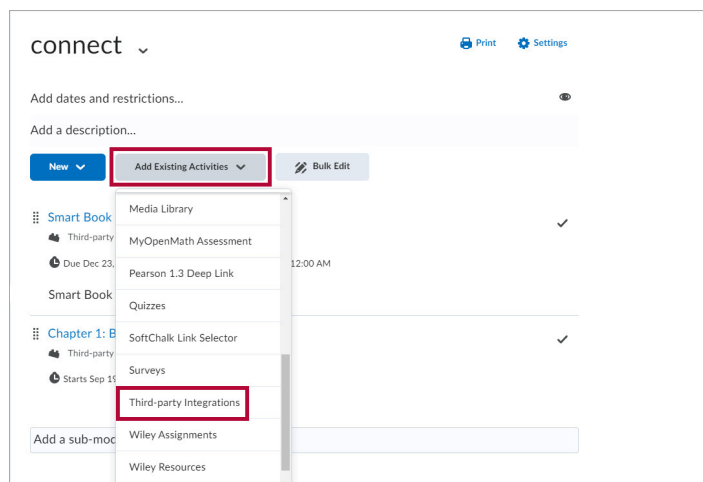 connect
Print
Settings
Add dates and restrictions...
Add a description...
New
Add Existing Activities
Bulk Edit
Media Library
Smart Book
Third-party
MyOpenMath Assessment
Due Dec 23,
12:00 AM
Pearson 1.3 Deep Link
Smart Book
Quizzes
Chapter 1: B
SoftChalk Link Selector
Third-party
Surveys
Starts Sep 19
Third-party Integrations
Add a sub-moc
Wiley Assignments
Wiley Resources